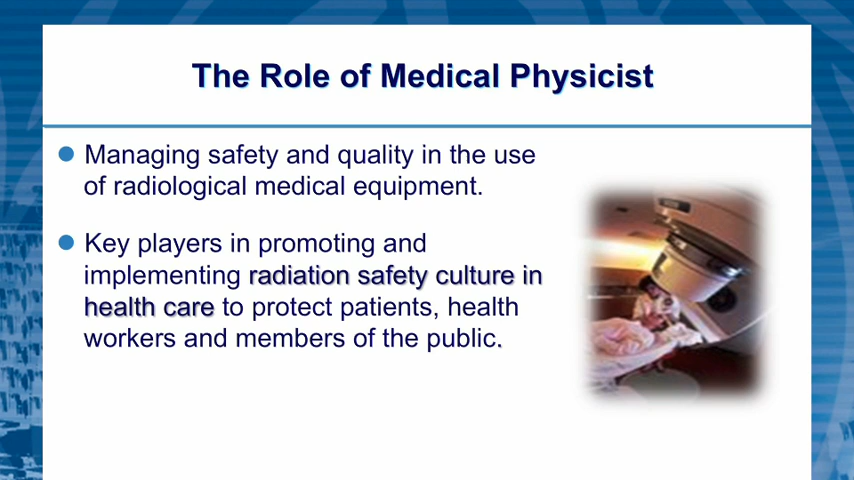 The Role of Medical Physicist
Managing safety and quality in the use
of radiological medical equipment.
Key players in promoting and
implementing radiation safety culture in
health care to protect patients, health
workers and members of the public.